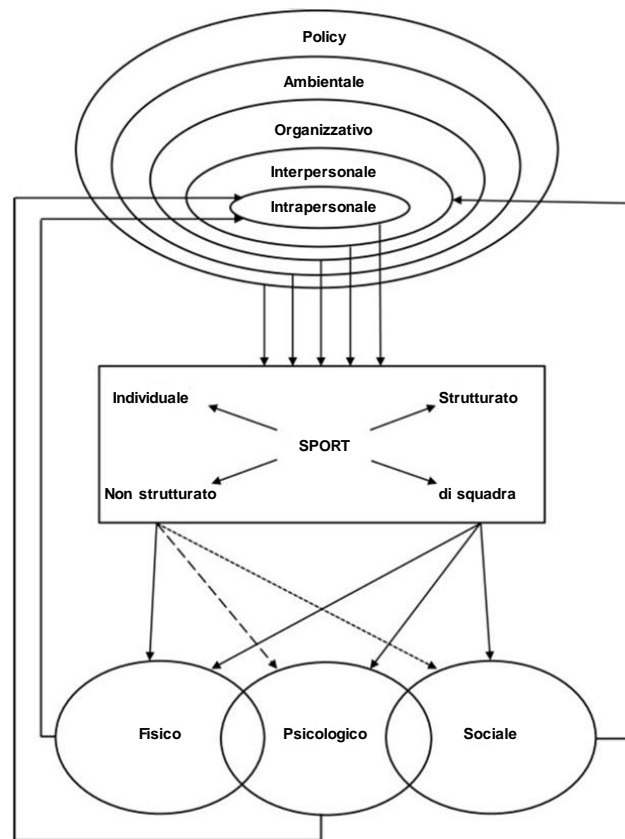 Policy
Ambientale
Organizzativo
Interpersonale
Intrapersonale
Individuale
Strutturato
SPORT
Non strutturato
di squadra
Fisico
Psicologico
Sociale